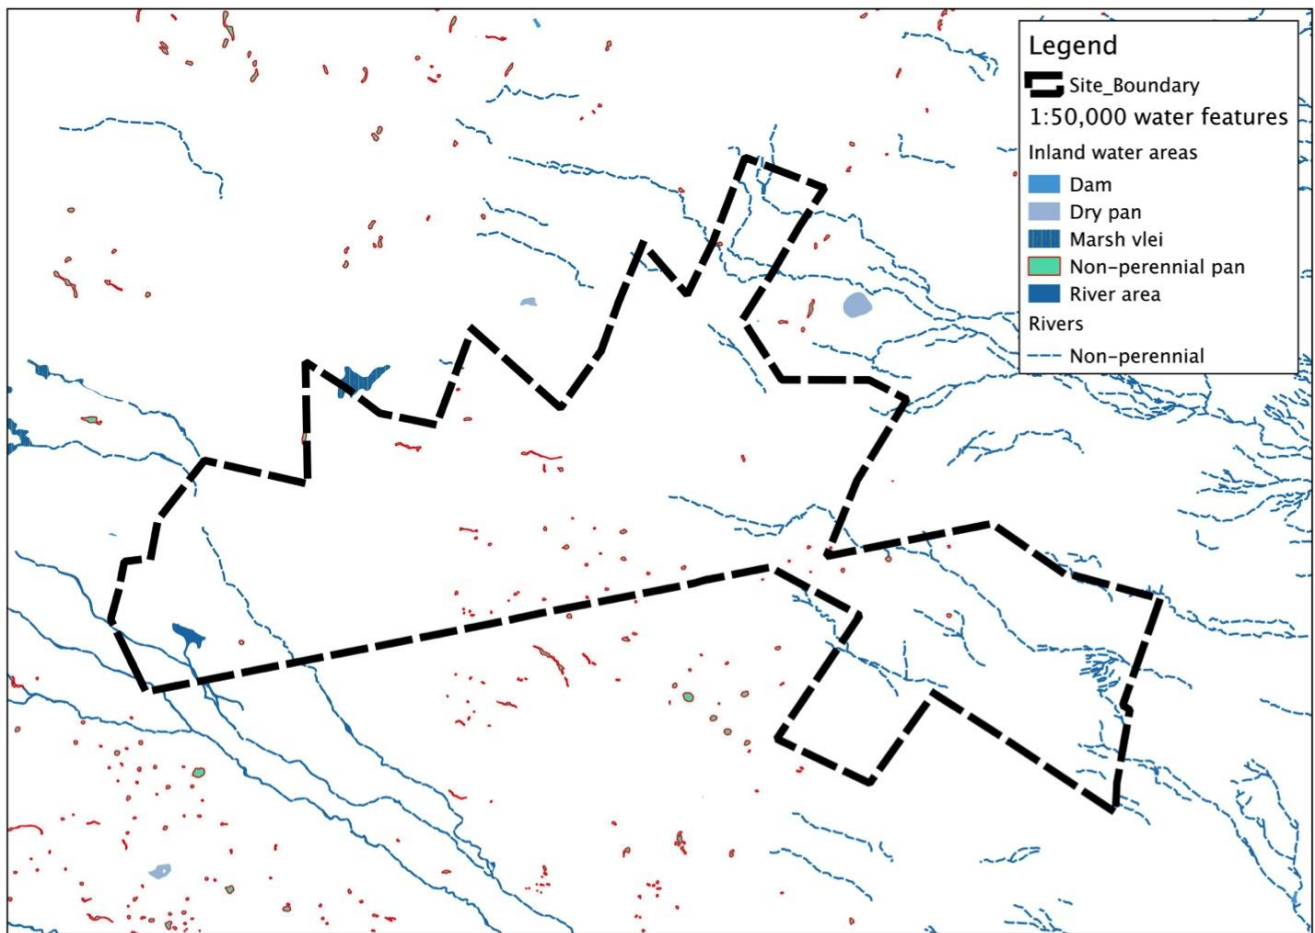 Legend
Site_Boundary
1:50,000 water features
Inland water areas
Dam
Dry pan
Marsh vlei
Non-perennial pan
River area
Rivers
Non-perennial